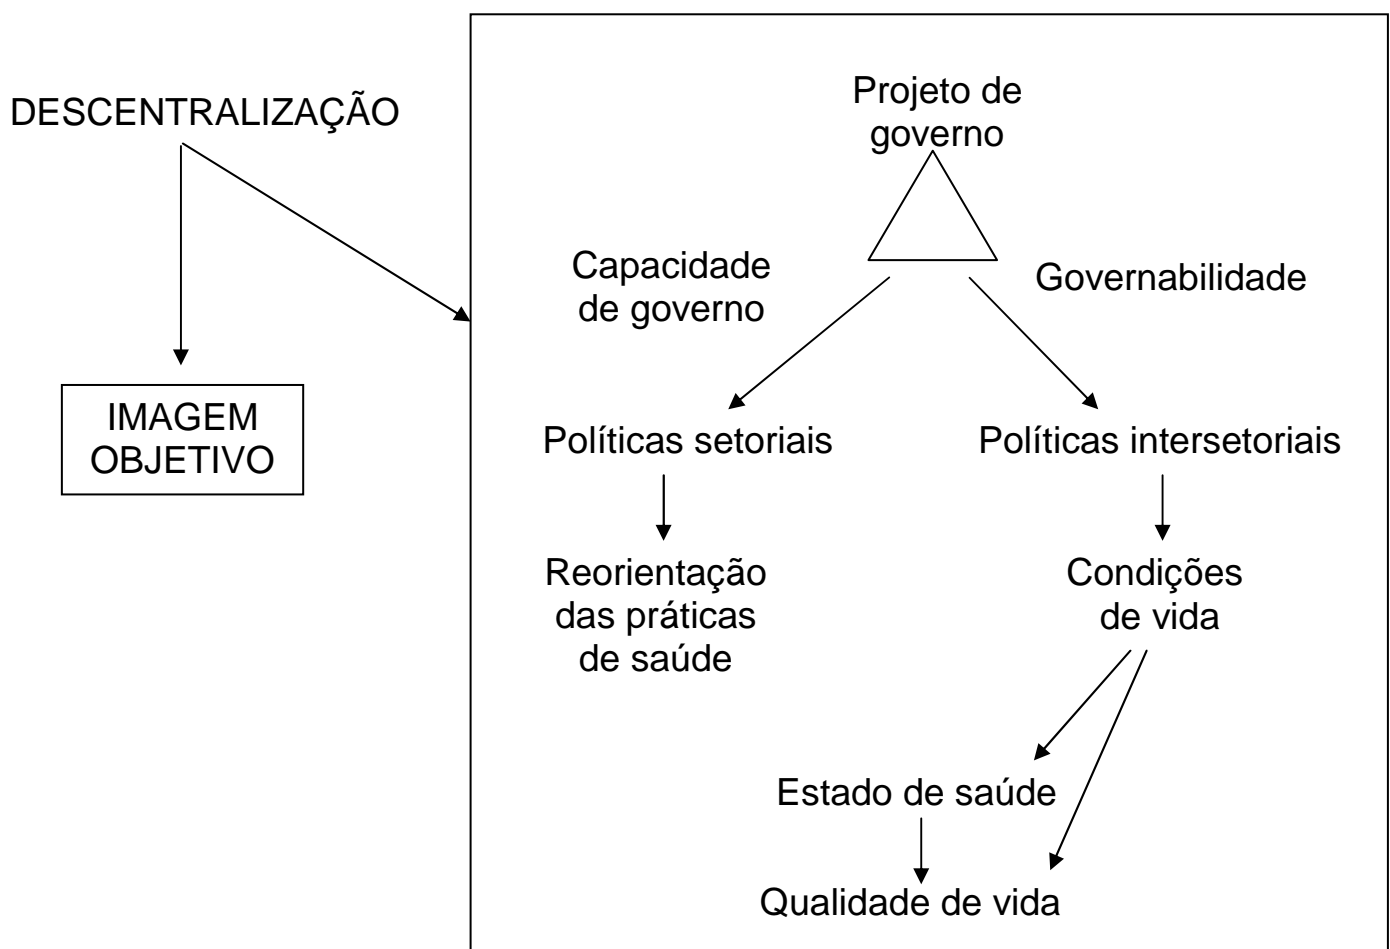 DESCENTRALIZAÇÃO
IMAGEM
OBJETIVO
Projeto de
governo
Capacidade
de governo
Governabilidade
Políticas setoriais
Políticas intersetoriais
Reorientação
das práticas
de saúde
Condições
de vida
Estado de saúde
Qualidade de vida